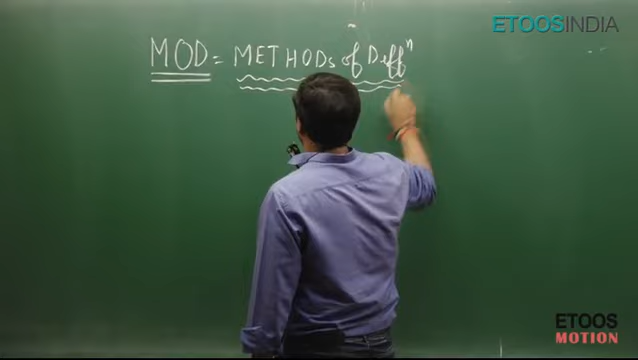 ETOOSINDIA
MOD = METHODs of Diffⁿ
ETOOS
MOTION